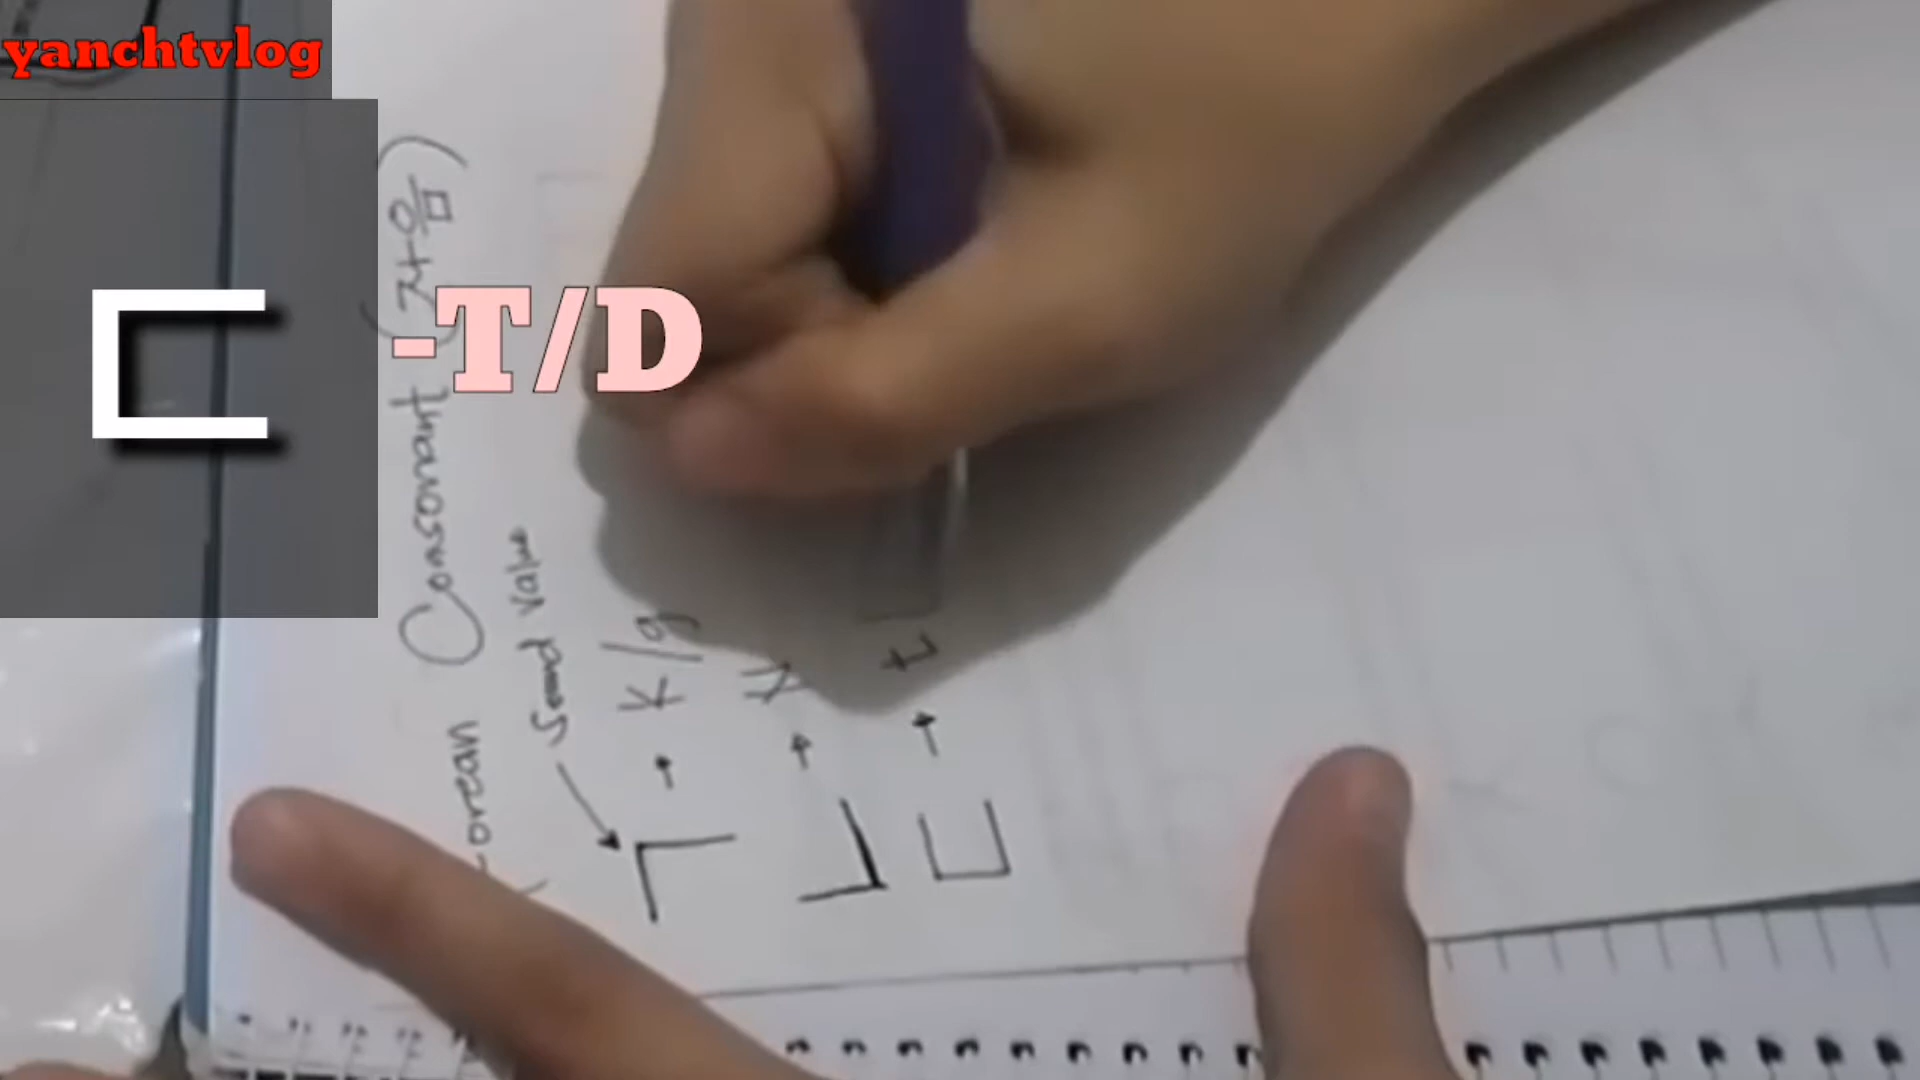 yanchtvlog
ㄷ -T/D
Korean Consonant (자음)
Sound Value
ㄱ → K/g
ㄴ → N
ㄷ → t